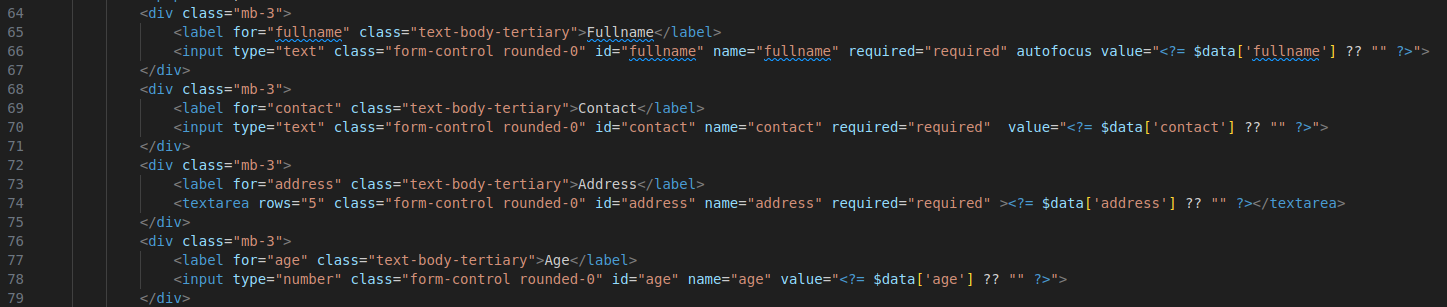 64 <div class="mb-3">
65 <label for="fullname" class="text-body-tertiary">Fullname</label>
66 <input type="text" class="form-control rounded-0" id="fullname" name="fullname" required="required" autofocus value="<?= $data['fullname'] ?? "" ?>">
67 </div>
68 <div class="mb-3">
69 <label for="contact" class="text-body-tertiary">Contact</label>
70 <input type="text" class="form-control rounded-0" id="contact" name="contact" required="required"  value="<?= $data['contact'] ?? "" ?>">
71 </div>
72 <div class="mb-3">
73 <label for="address" class="text-body-tertiary">Address</label>
74 <textarea rows="5" class="form-control rounded-0" id="address" name="address" required="required" ><?= $data['address'] ?? "" ?></textarea>
75 </div>
76 <div class="mb-3">
77 <label for="age" class="text-body-tertiary">Age</label>
78 <input type="number" class="form-control rounded-0" id="age" name="age" value="<?= $data['age'] ?? "" ?>">
79 </div>